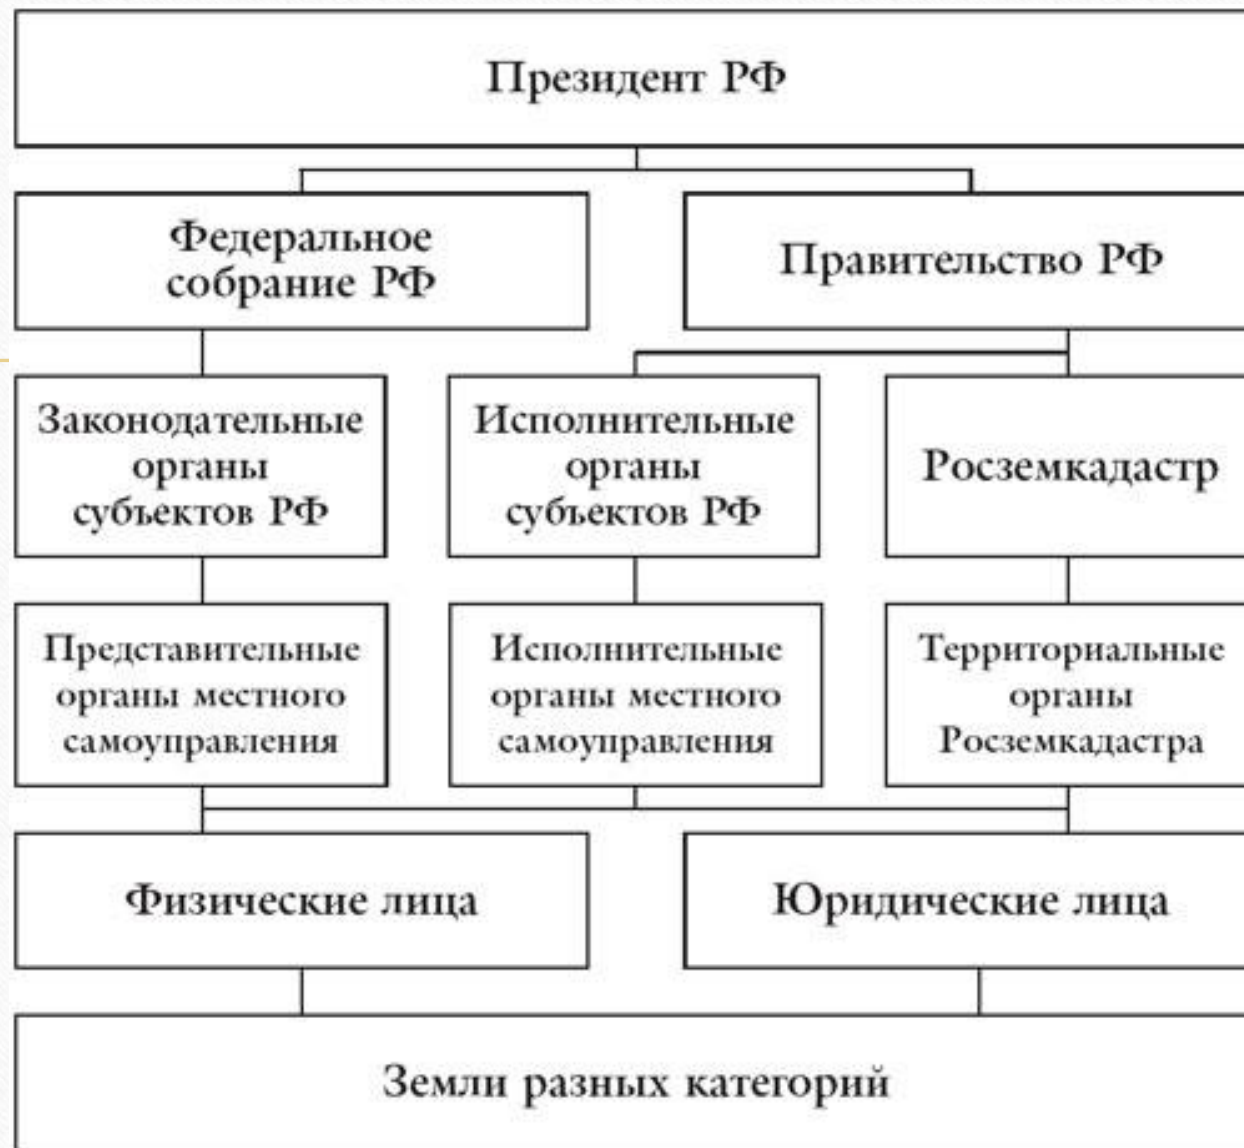 Президент РФ
Федеральное
собрание РФ
Правительство РФ
Законодательные
органы
субъектов РФ
Исполнительные
органы
субъектов РФ
Росземкадастр
Представительные
органы местного
самоуправления
Исполнительные
органы местного
самоуправления
Территориальные
органы
Росземкадастра
Физические лица
Юридические лица
Земли разных категорий